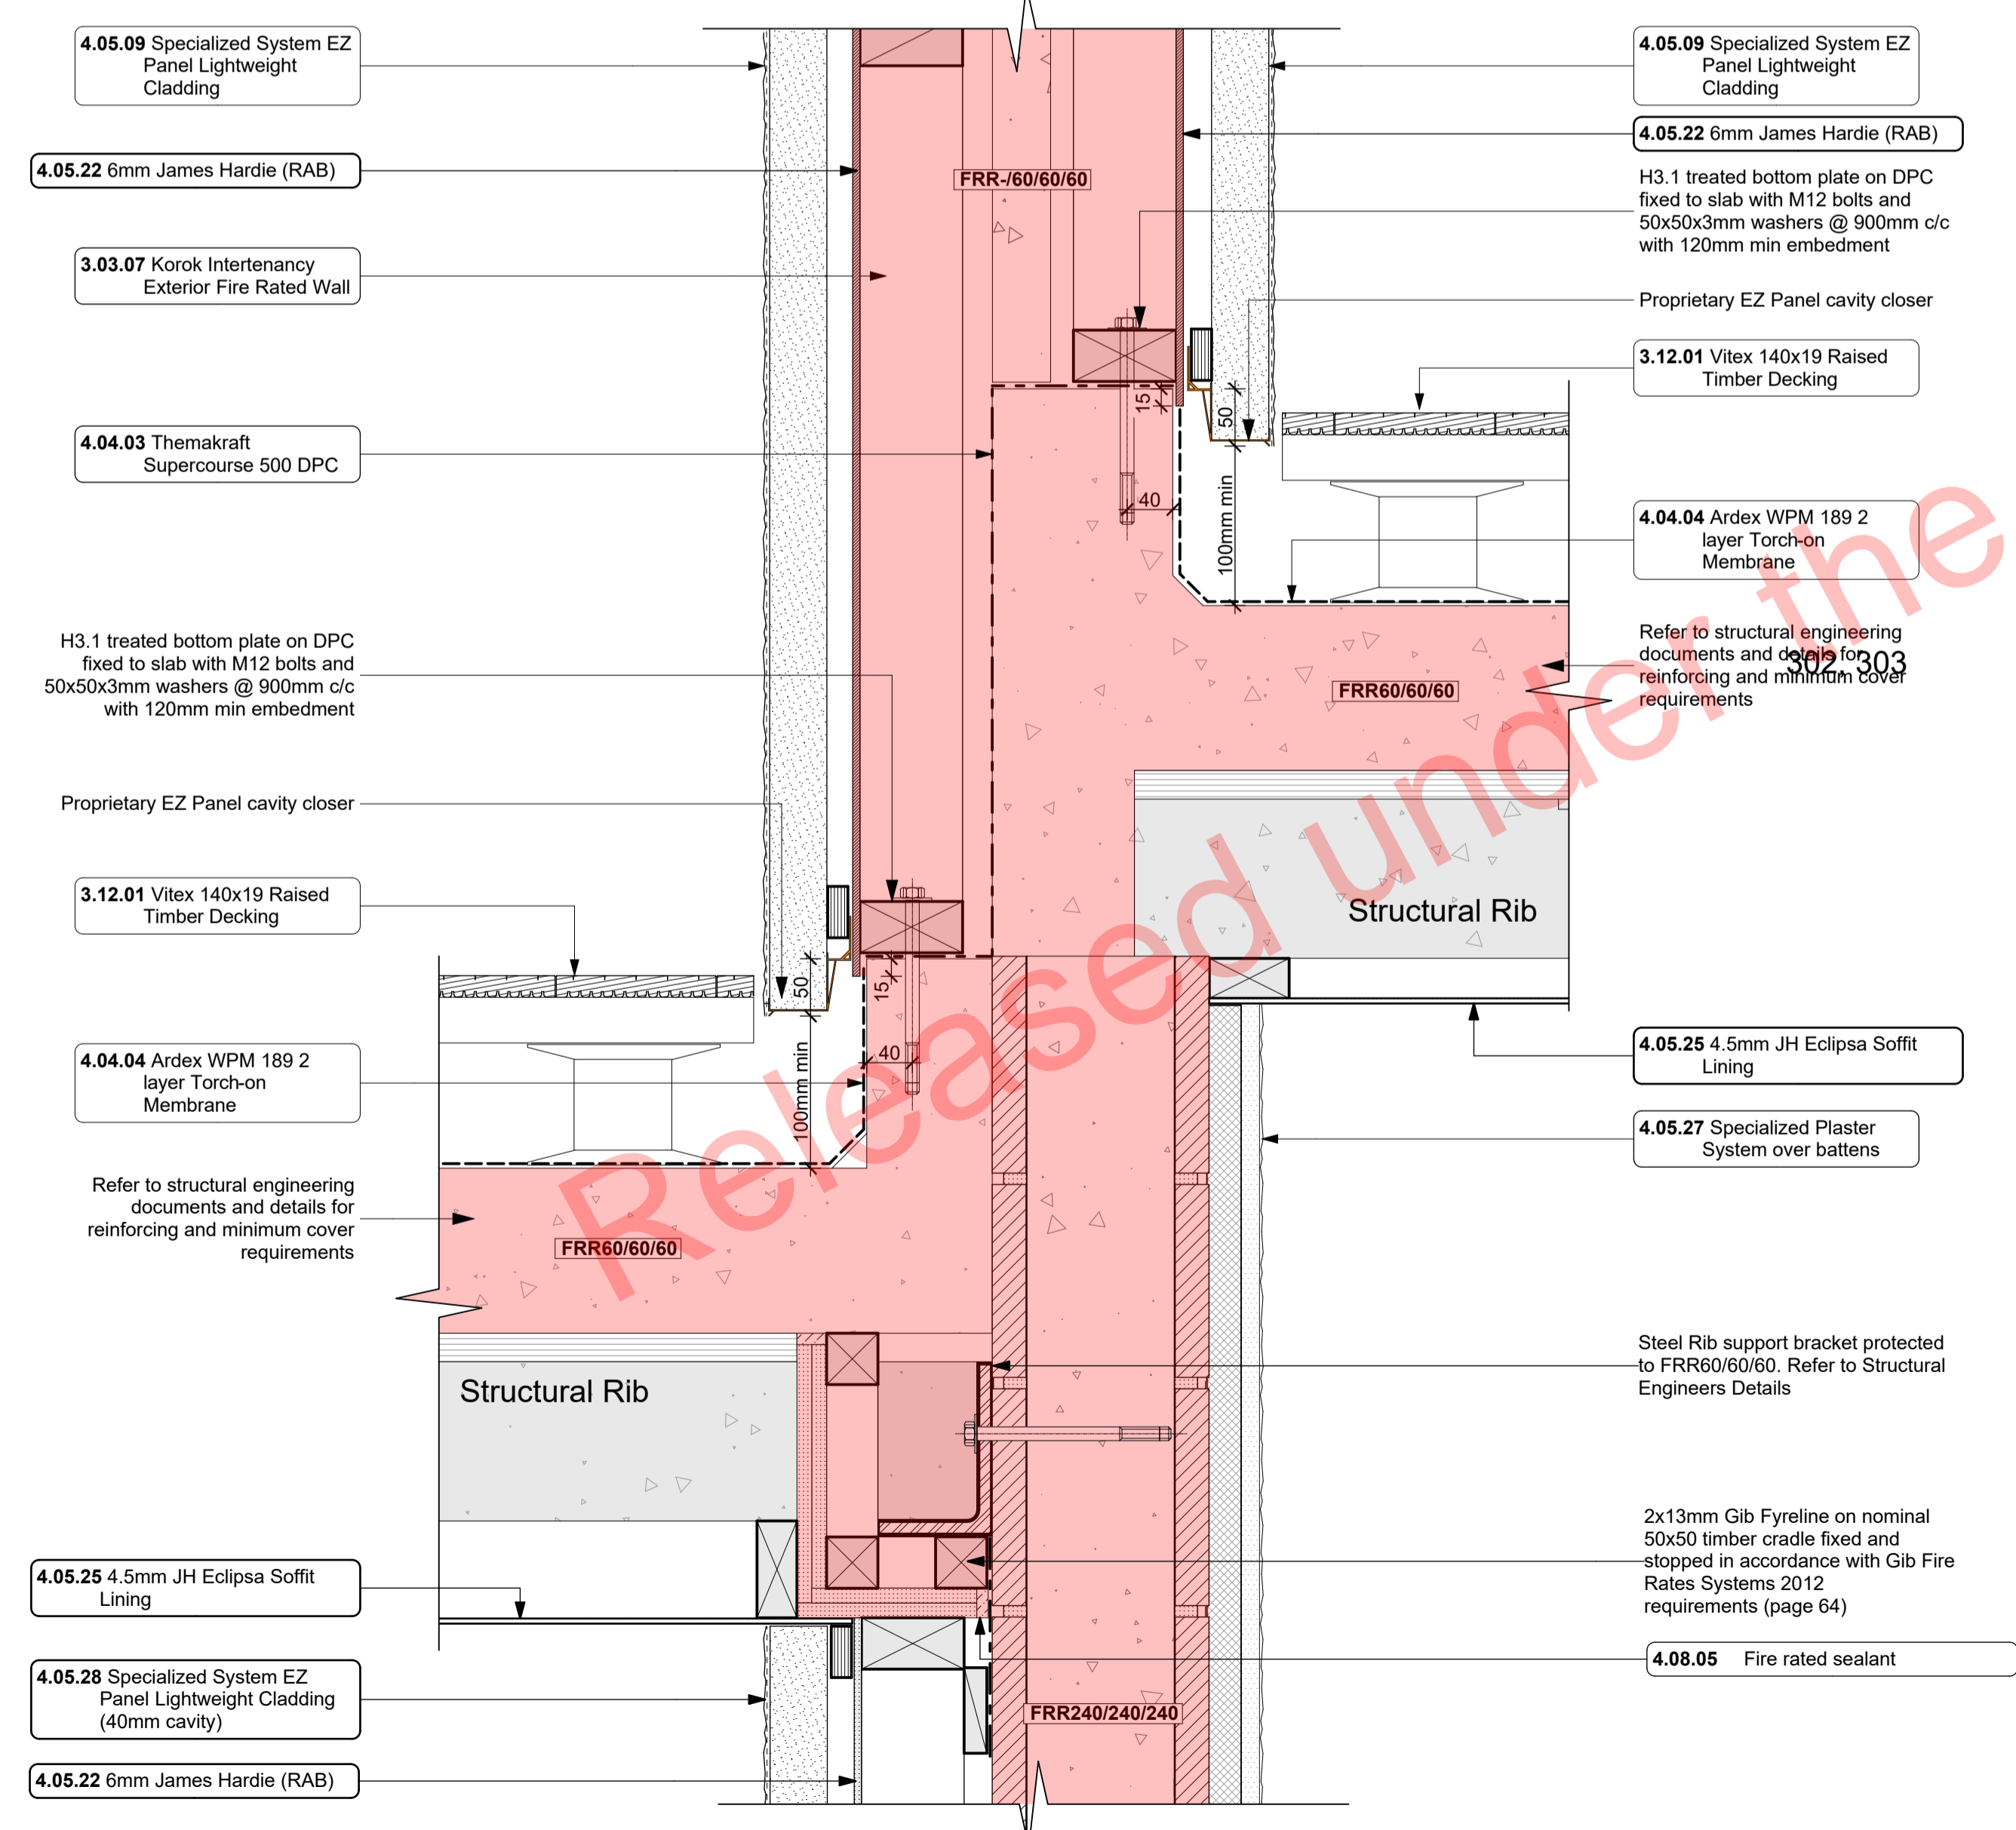 4.05.09 Specialized System EZ
Panel Lightweight
Cladding
4.05.22 6mm James Hardie (RAB)
3.03.07 Korok Intertenancy
Exterior Fire Rated Wall
4.04.03 Themakraft
Supercourse 500 DPC
H3.1 treated bottom plate on DPC
fixed to slab with M12 bolts and
50x50x3mm washers @ 900mm c/c
with 120mm min embedment
Proprietary EZ Panel cavity closer
3.12.01 Vitex 140x19 Raised
Timber Decking
4.04.04 Ardex WPM 189 2
layer Torch-on
Membrane
Refer to structural engineering
documents and details for
reinforcing and minimum cover
requirements
4.05.25 4.5mm JH Eclipsa Soffit
Lining
4.05.28 Specialized System EZ
Panel Lightweight Cladding
(40mm cavity)
4.05.22 6mm James Hardie (RAB)
FRR-/60/60/60
15
50
40
100mm min
FRR60/60/60
Structural Rib
50
15
40
100mm min
FRR60/60/60
Structural Rib
FRR240/240/240
Released under the
4.05.09 Specialized System EZ
Panel Lightweight
Cladding
4.05.22 6mm James Hardie (RAB)
H3.1 treated bottom plate on DPC
fixed to slab with M12 bolts and
50x50x3mm washers @ 900mm c/c
with 120mm min embedment
Proprietary EZ Panel cavity closer
3.12.01 Vitex 140x19 Raised
Timber Decking
4.04.04 Ardex WPM 189 2
layer Torch-on
Membrane
Refer to structural engineering
documents and details for
302, 303
reinforcing and minimum cover
requirements
4.05.25 4.5mm JH Eclipsa Soffit
Lining
4.05.27 Specialized Plaster
System over battens
Steel Rib support bracket protected
to FRR60/60/60. Refer to Structural
Engineers Details
2x13mm Gib Fyreline on nominal
50x50 timber cradle fixed and
stopped in accordance with Gib Fire
Rates Systems 2012
requirements (page 64)
4.08.05 Fire rated sealant